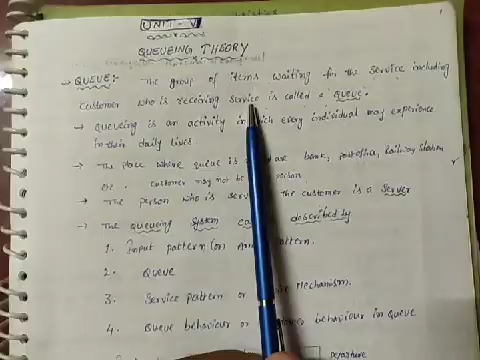 UNIT-V
QUEUEING THEORY
→ QUEUE:- The group of items waiting for the service including
customer who is receiving service is called a QUEUE.
→ Queueing is an activity in which every individual may experience
in their daily lives.
→ The place where queue is are bank, postoffice, Railway station
etc. customer may not be person.
→ The person who is the customer is a Server
→ The queueing system described by
1. Input pattern (or) pattern.
2. Queue
3. Service pattern or Mechanism.
4. Queue behaviour or behaviour in Queue
departure